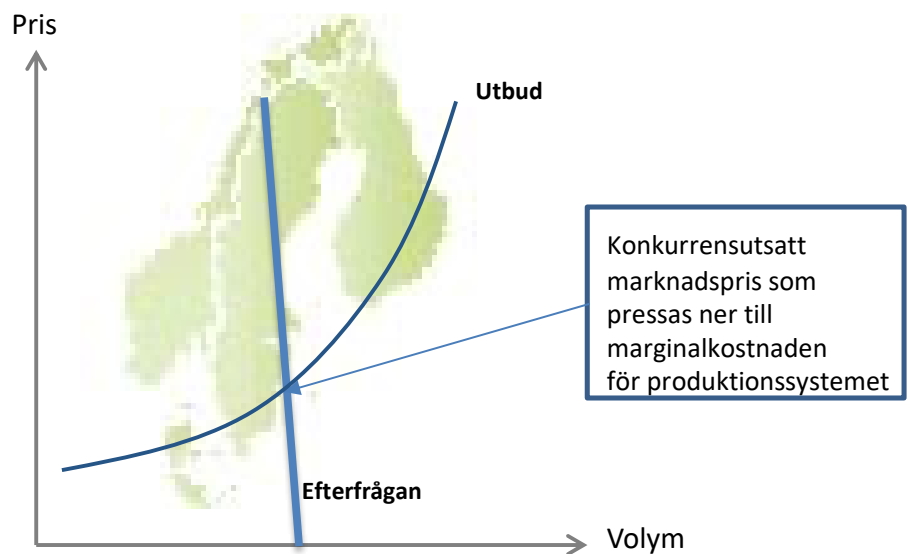 Pris
Utbud
Konkurrensutsatt
marknadspris som
pressas ner till
marginalkostnaden
för produktionssystemet
Efterfrågan
Volym